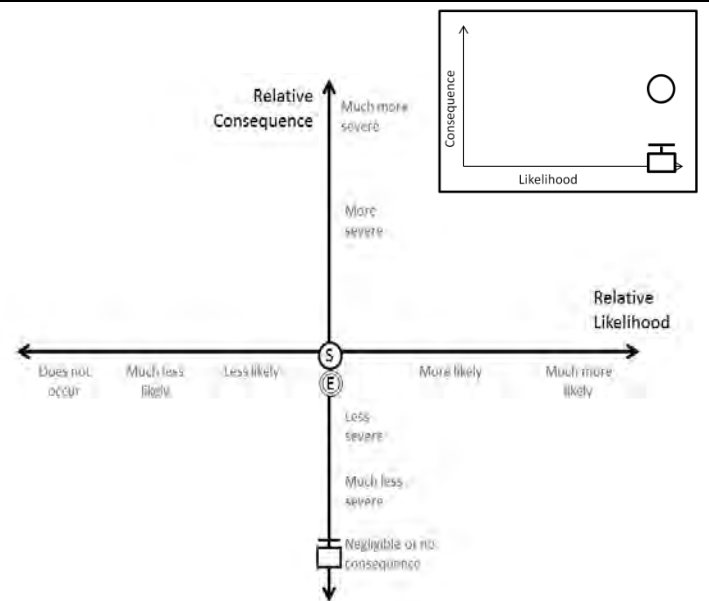 Consequence
Likelihood
Relative
Consequence
Much more
severe
More
severe
Relative
Likelihood
Does not
occur
Much less
likely
Less likely
S
More likely
Much more
likely
E
Less
severe
Much less
severe
Negligible or no
consequence